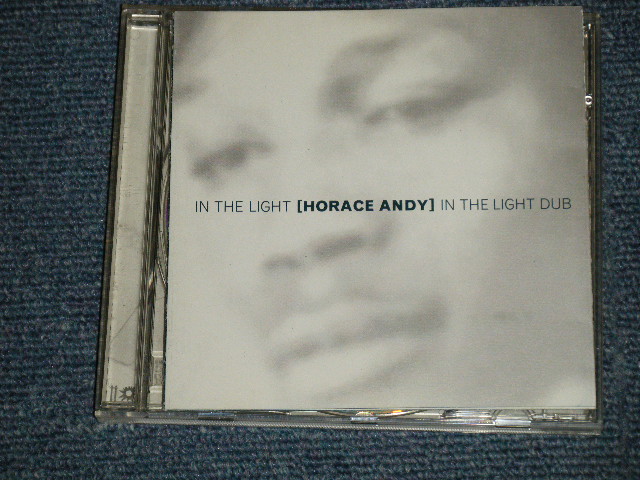 IN THE LIGHT [HORACE ANDY] IN THE LIGHT DUB